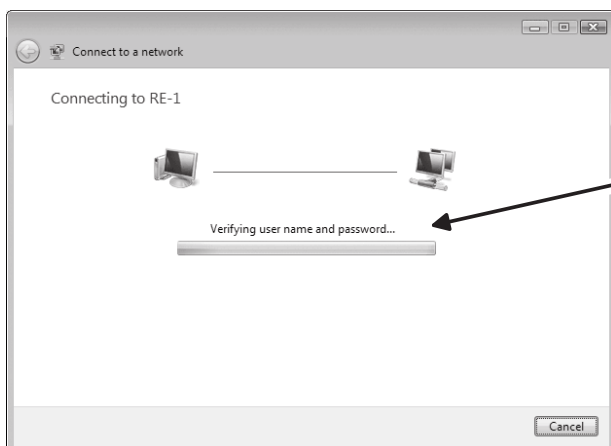 Connect to a network
Connecting to RE-1
Verifying user name and password...
Cancel